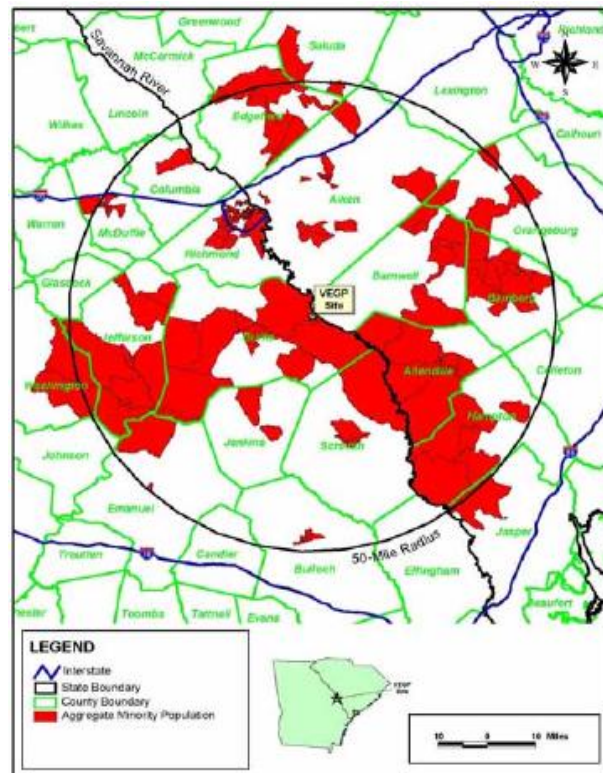 Greenwood
Saluda
Richland
N
McCormick
W E
S
Savannah River
Lexington
Lincoln
Edgefield
Wilkes
Calhoun
Columbia
Aiken
Warren
McDuffie
Orangeburg
Richmond
Glascock
Barnwell
Bamberg
VEGP
Site
Jefferson
Burke
Allendale
Colleton
Washington
Hampton
Jenkins
Screven
Johnson
Emanuel
Jasper
50-Mile Radius
Treutlen
Candler
Bulloch
Effingham
Beaufort
Toombs
Tattnall
Evans
LEGEND
Interstate
State Boundary
County Boundary
Aggregate Minority Population
VEGP
Site
10 0 10 Miles